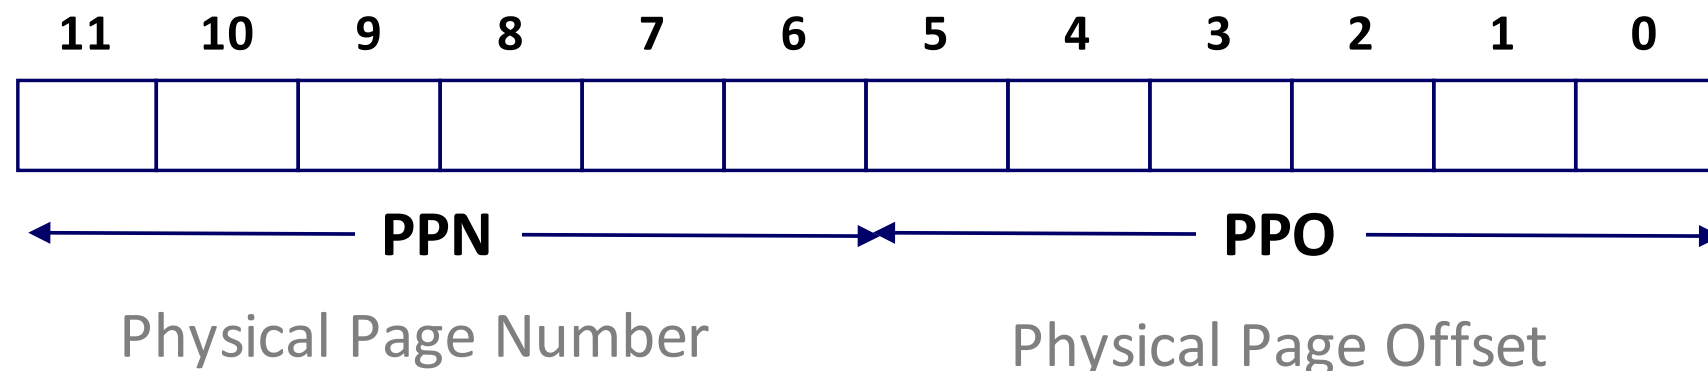 11 10 9 8 7 6 5 4 3 2 1 0
PPN PPO
Physical Page Number Physical Page Offset